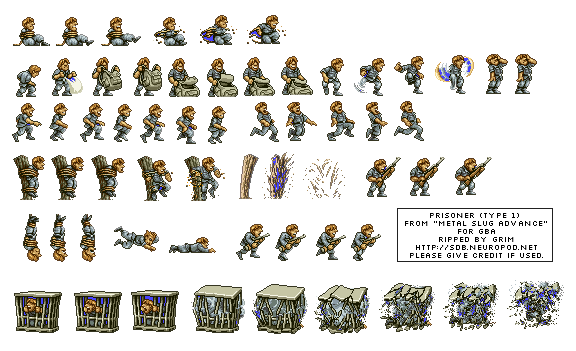 PRISONER (TYPE 1)
FROM "METAL SLUG ADVANCE"
FOR GBA
RIPPED BY GRIM
HTTP://SDB.NEUROPOD.NET
PLEASE GIVE CREDIT IF USED.